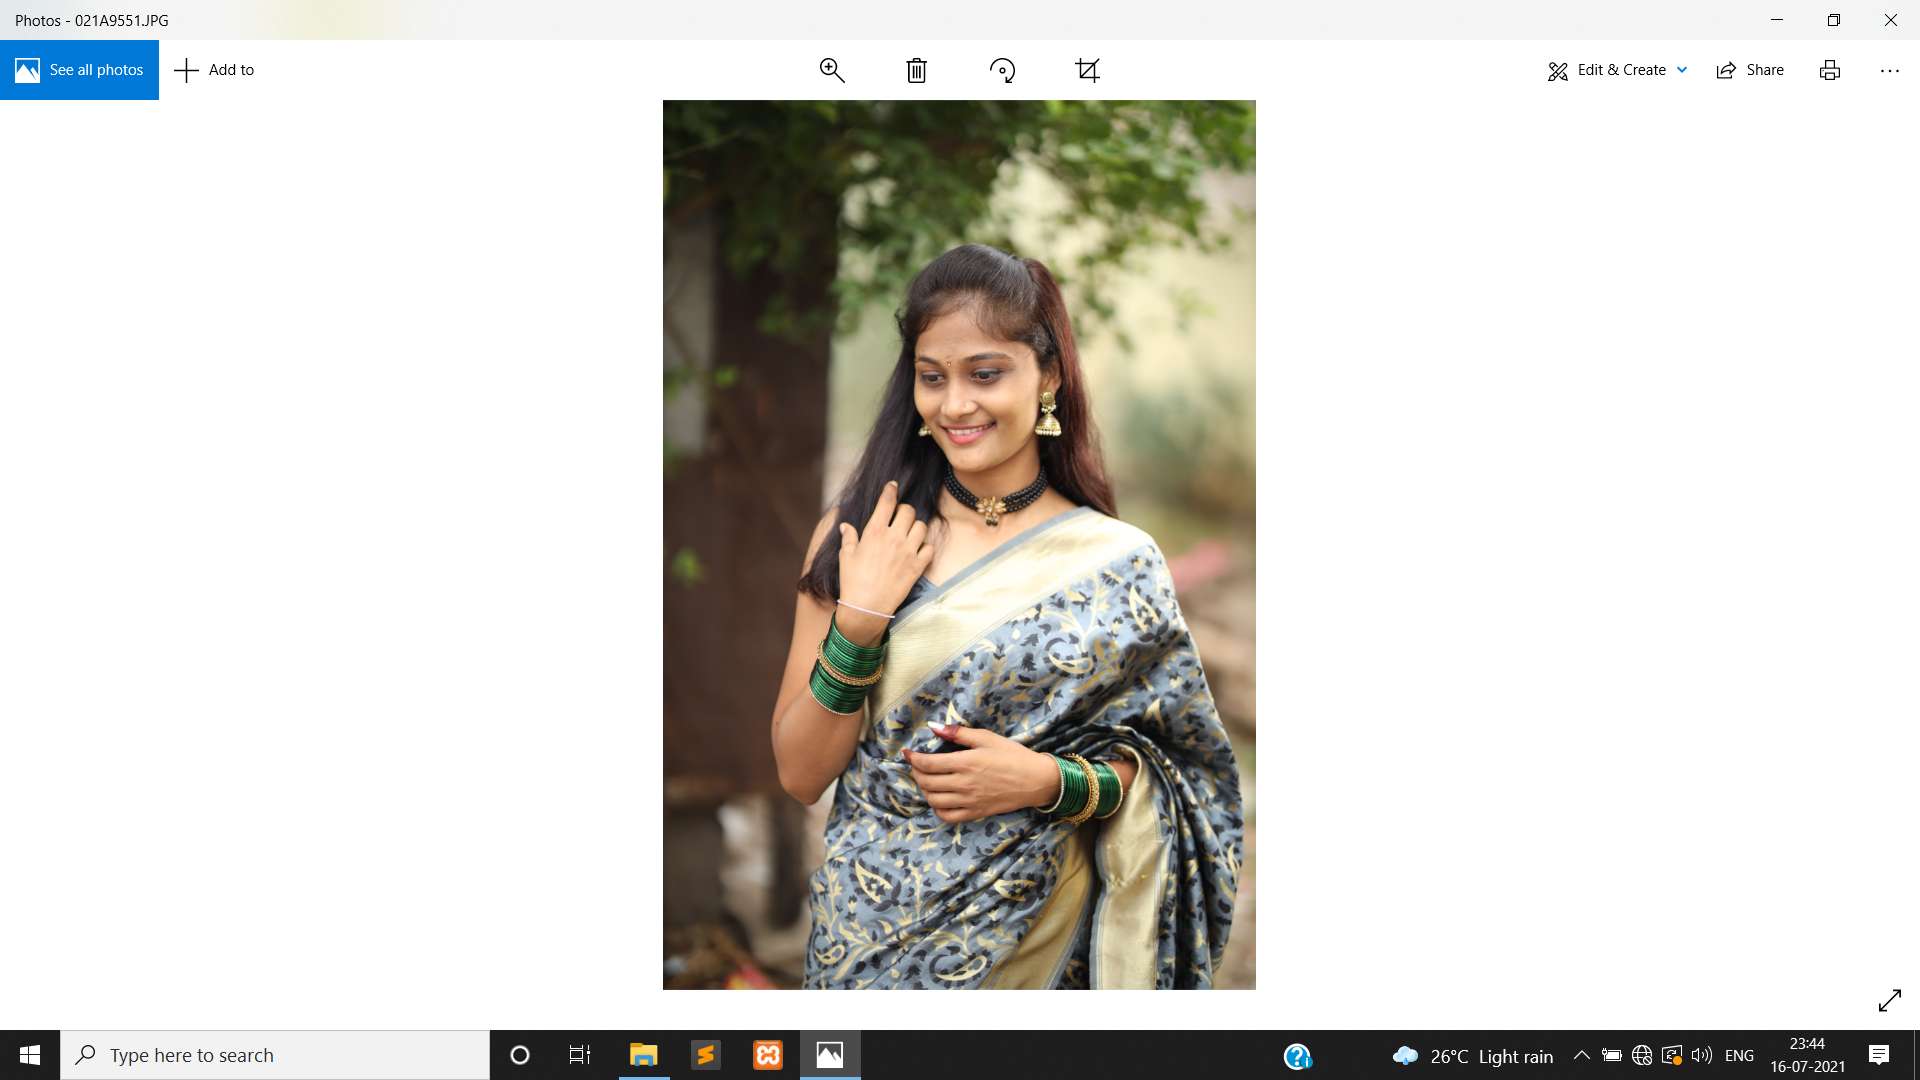 Photos - 021A9551.JPG
See all photos
Add to
Edit & Create
Share
Type here to search
26°C Light rain
ENG
23:44
16-07-2021